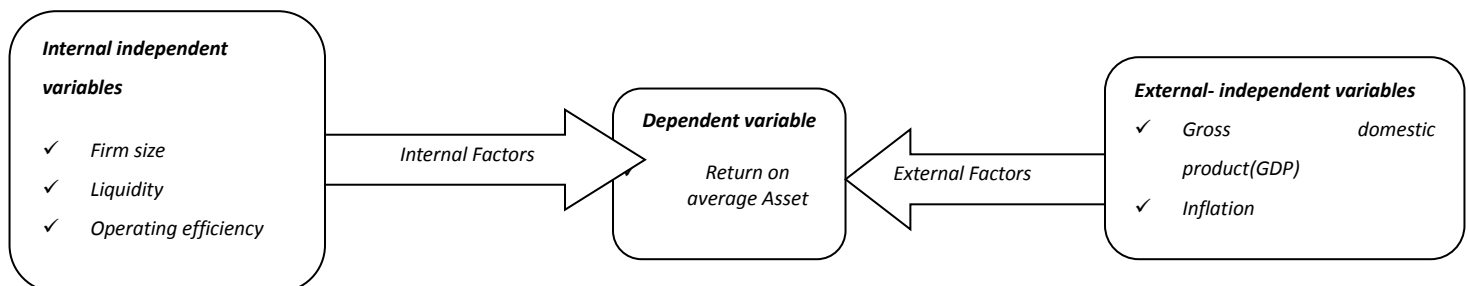 Internal independent
variables
✓ Firm size
✓ Liquidity
✓ Operating efficiency
Internal Factors
Dependent variable
✓ Return on
average Asset
External Factors
External- independent variables
✓ Gross domestic
product(GDP)
✓ Inflation